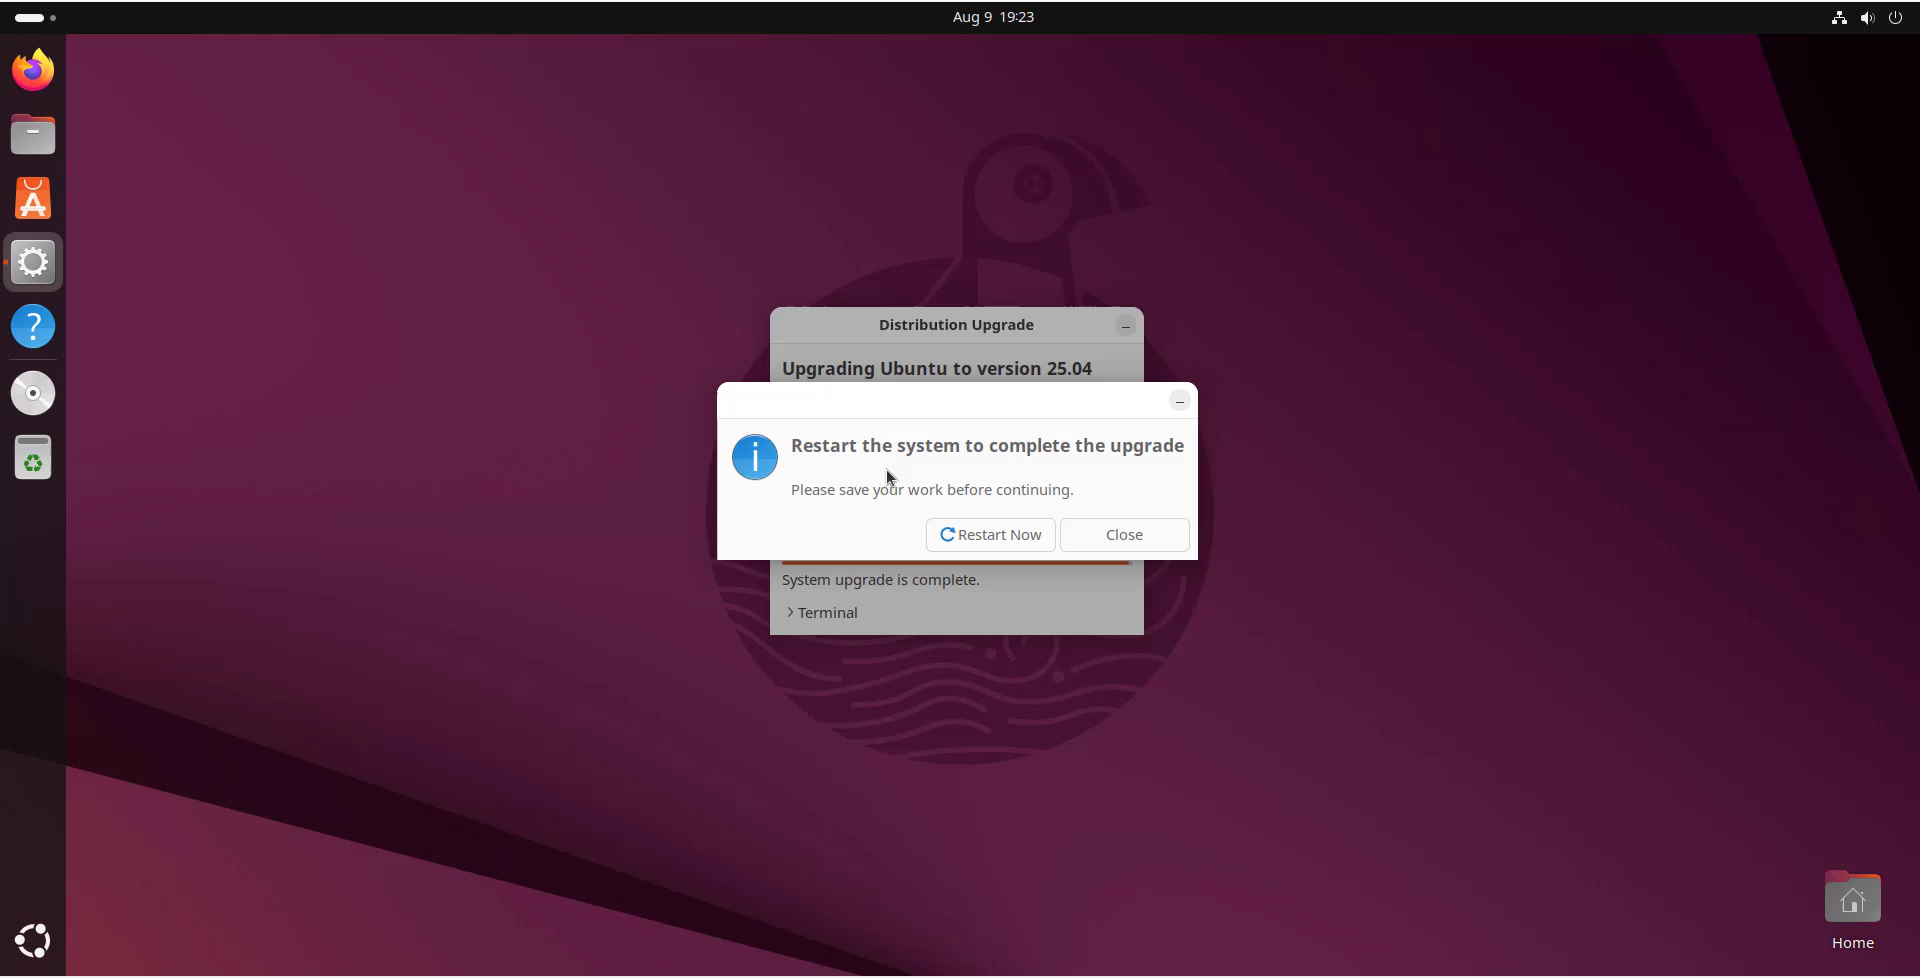 Aug 9 19:23
Distribution Upgrade
Upgrading Ubuntu to version 25.04
Restart the system to complete the upgrade
Please save your work before continuing.
Restart Now
Close
System upgrade is complete.
Terminal
Home